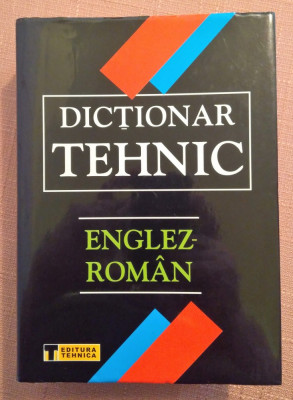 DICȚIONAR
TEHNIC
ENGLEZ-
ROMÂN
T EDITURA
TEHNICA